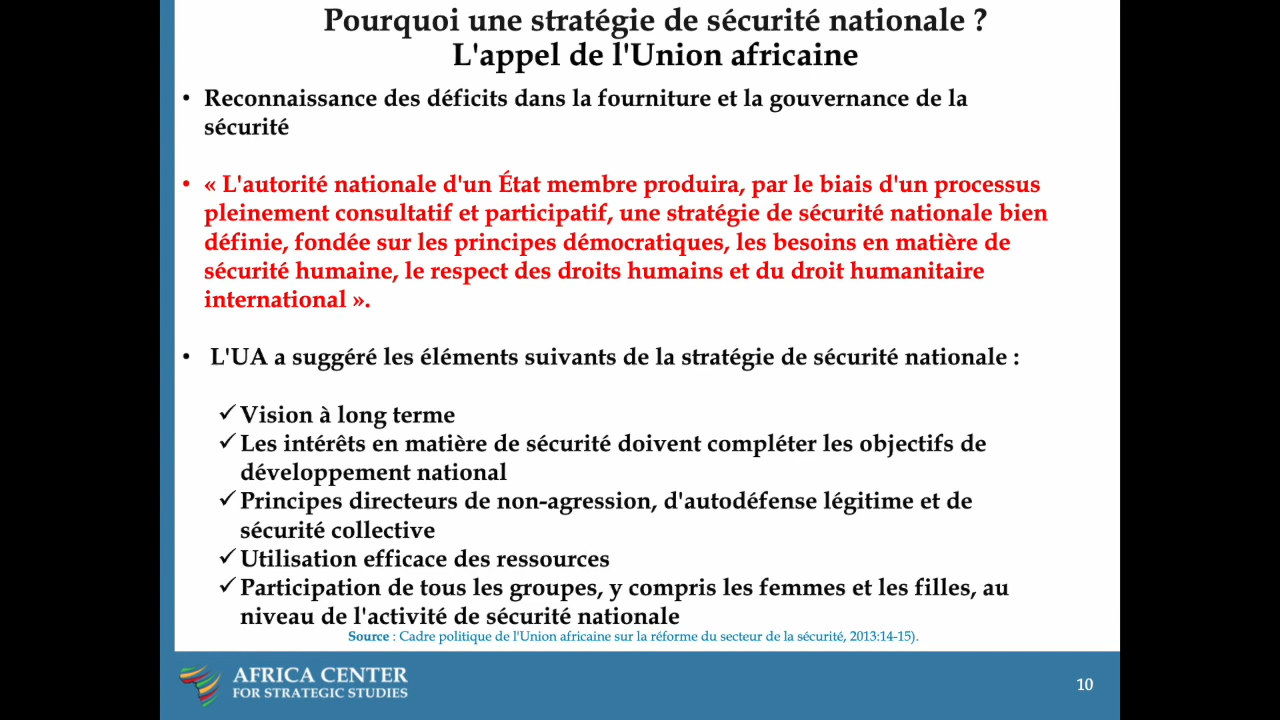 Pourquoi une stratégie de sécurité nationale ?
L'appel de l'Union africaine
• Reconnaissance des déficits dans la fourniture et la gouvernance de la
sécurité
• « L'autorité nationale d'un État membre produira, par le biais d'un processus
pleinement consultatif et participatif, une stratégie de sécurité nationale bien
définie, fondée sur les principes démocratiques, les besoins en matière de
sécurité humaine, le respect des droits humains et du droit humanitaire
international ».
• L'UA a suggéré les éléments suivants de la stratégie de sécurité nationale :
✓Vision à long terme
✓Les intérêts en matière de sécurité doivent compléter les objectifs de
développement national
✓Principes directeurs de non-agression, d'autodéfense légitime et de
sécurité collective
✓Utilisation efficace des ressources
✓Participation de tous les groupes, y compris les femmes et les filles, au
niveau de l'activité de sécurité nationale
Source : Cadre politique de l'Union africaine sur la réforme du secteur de la sécurité, 2013:14-15).
AFRICA CENTER
FOR STRATEGIC STUDIES
10